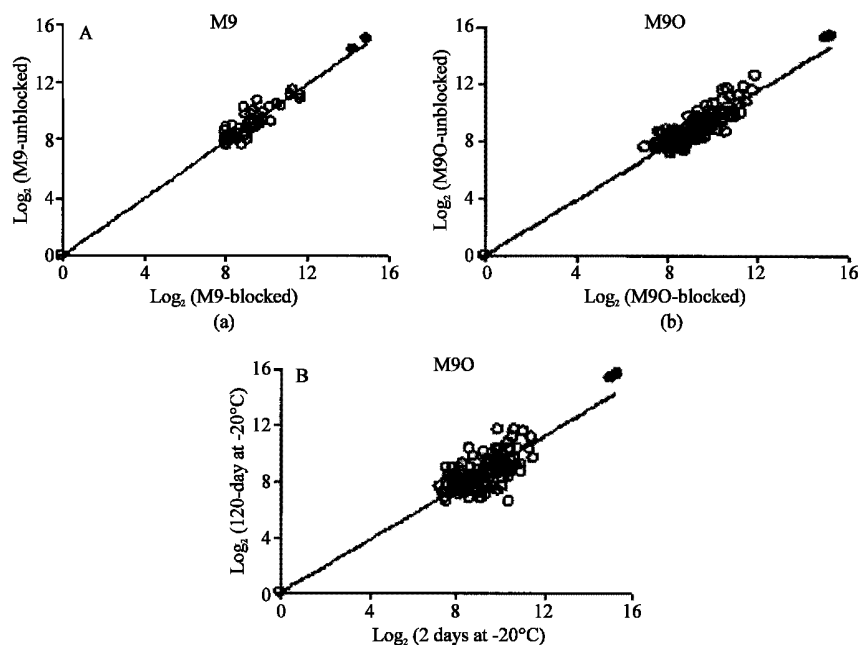 A
M9
M9O
16
12
8
4
0
Log₂ (M9-unblocked)
0
4
8
12
16
Log₂ (M9-blocked)
(a)
16
12
8
4
0
Log₂ (M9O-unblocked)
0
4
8
12
16
Log₂ (M9O-blocked)
(b)
B
M9O
16
12
8
4
0
Log₂ (120-day at -20°C)
0
4
8
12
16
Log₂ (2 days at -20°C)